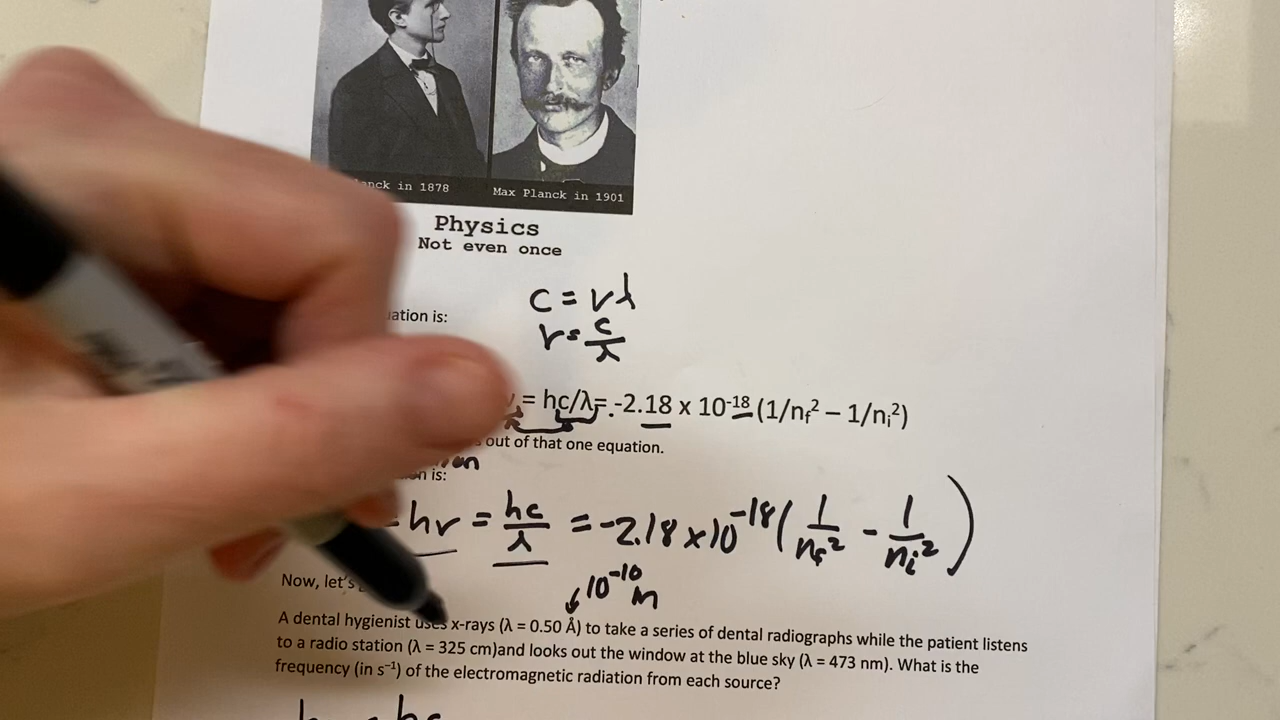 in 1878
Max Planck in 1901
Physics
Not even once
C = νλ
ν = c/λ
is:
= hc/λ = -2.18 x 10⁻¹⁸ (1/nf² – 1/ni²)
out of that one equation.
is:
hν = hc/λ = -2.18 x 10⁻¹⁸ (1/nf² - 1/ni²)
Now, let's
10⁻¹⁰ m
A dental hygienist uses x-rays (λ = 0.50 Å) to take a series of dental radiographs while the patient listens
to a radio station (λ = 325 cm)and looks out the window at the blue sky (λ = 473 nm). What is the
frequency (in s⁻¹) of the electromagnetic radiation from each source?